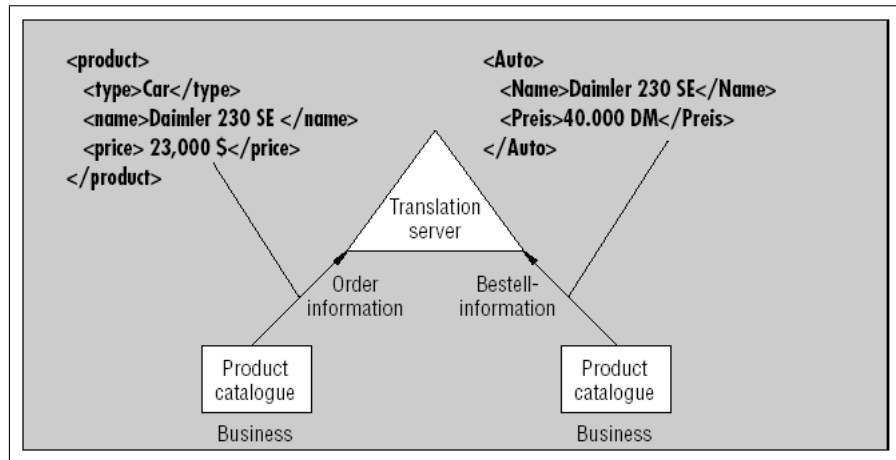 <product>
<type>Car</type>
<name>Daimler 230 SE </name>
<price> 23,000 $</price>
</product>
<Auto>
<Name>Daimler 230 SE</Name>
<Preis>40.000 DM</Preis>
</Auto>
Translation
server
Order
information
Bestell-
information
Product
catalogue
Business
Product
catalogue
Business